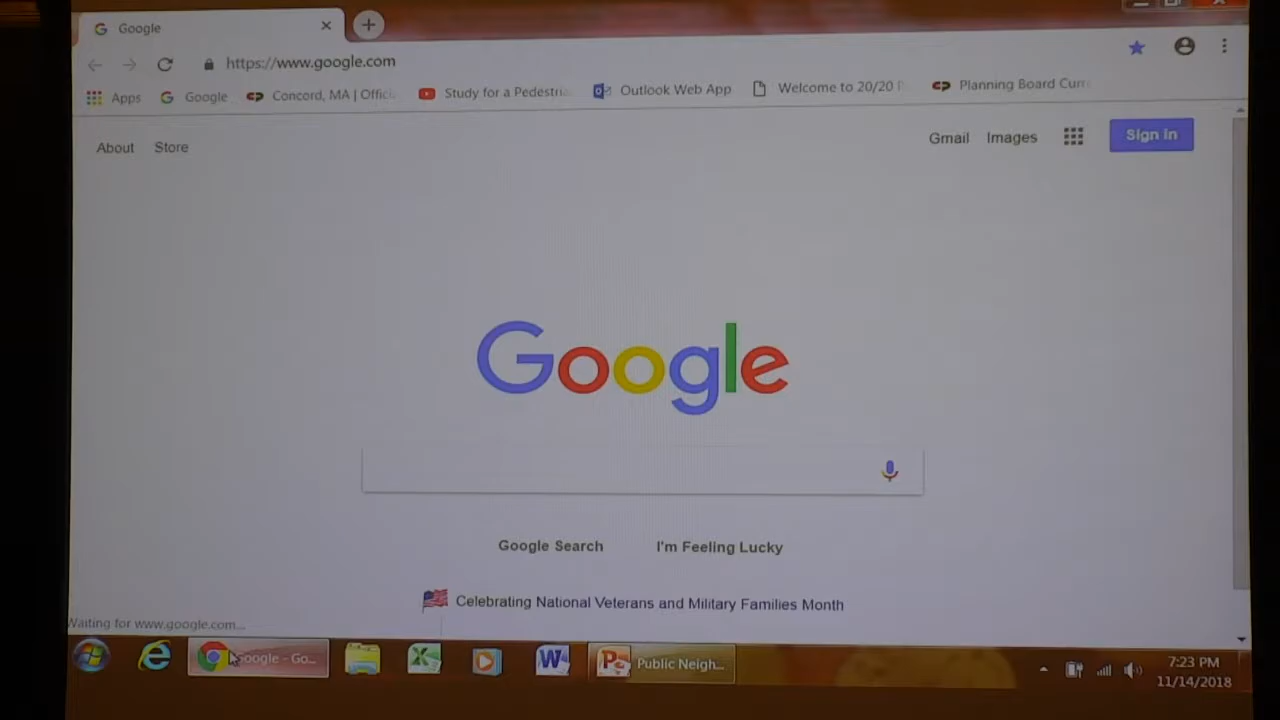 Google
https://www.google.com
Apps Google Concord, MA | Offici Study for a Pedestria Outlook Web App Welcome to 20/20 P Planning Board Curre
About Store Gmail Images Sign in
Google
Google Search I'm Feeling Lucky
Celebrating National Veterans and Military Families Month
Waiting for www.google.com...
Google - Go... Public Neigh... 7:23 PM
11/14/2018